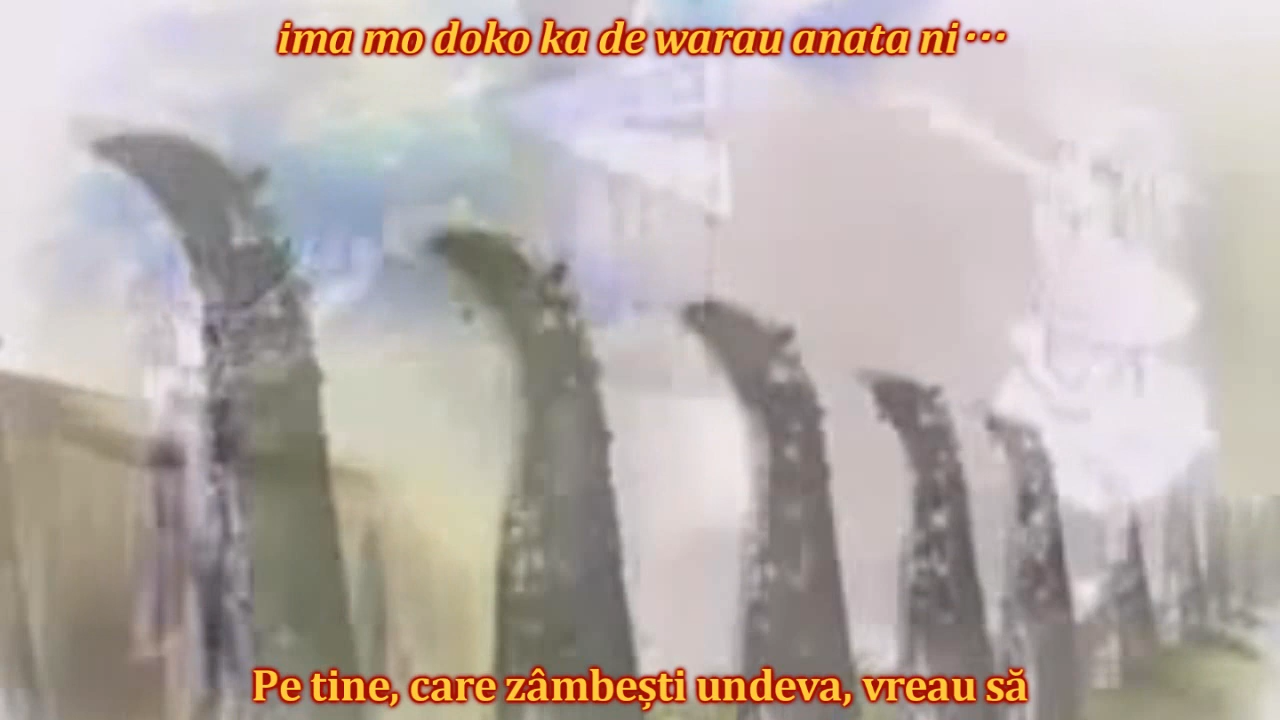 ima mo doko ka de warau anata ni・・・
Pe tine, care zâmbești undeva, vreau să